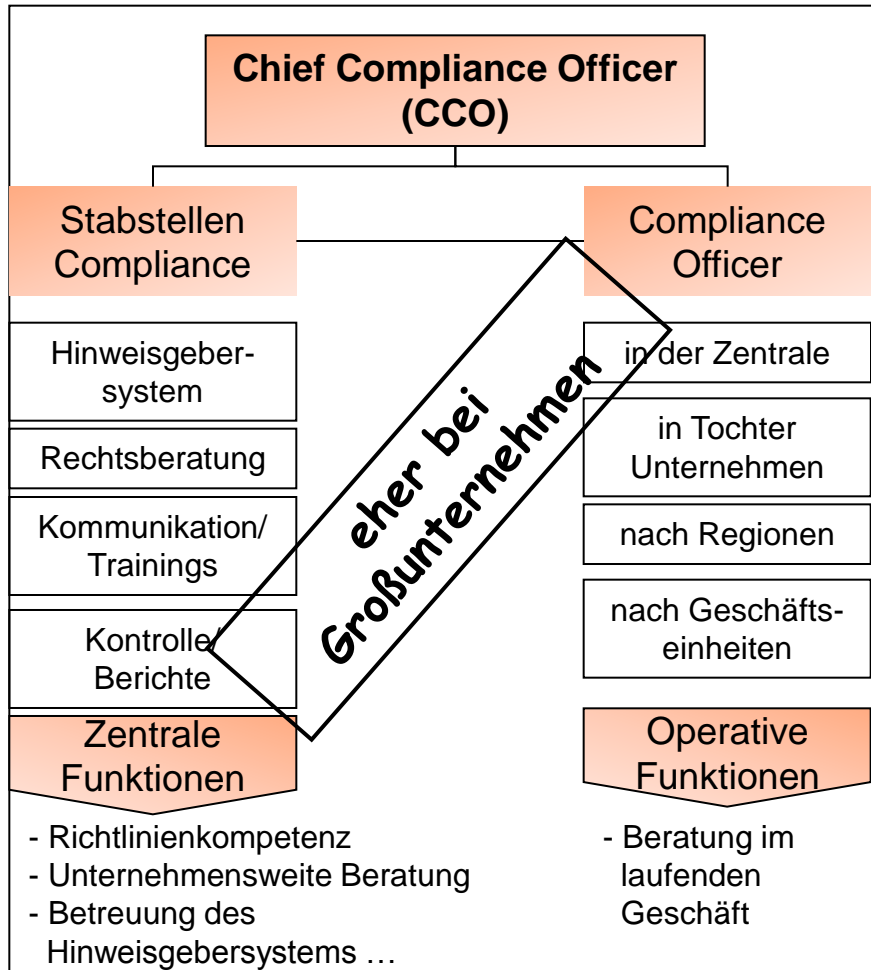 Chief Compliance Officer
(CCO)
Stabstellen
Compliance
Hinweisgeber-
system
Rechtsberatung
Kommunikation/
Trainings
Kontrolle/
Berichte
Zentrale
Funktionen
- Richtlinienkompetenz
- Unternehmensweite Beratung
- Betreuung des
Hinweisgebersystems …
eher bei
Großunternehmen
Compliance
Officer
in der Zentrale
in Tochter
Unternehmen
nach Regionen
nach Geschäfts-
einheiten
Operative
Funktionen
- Beratung im
laufenden
Geschäft